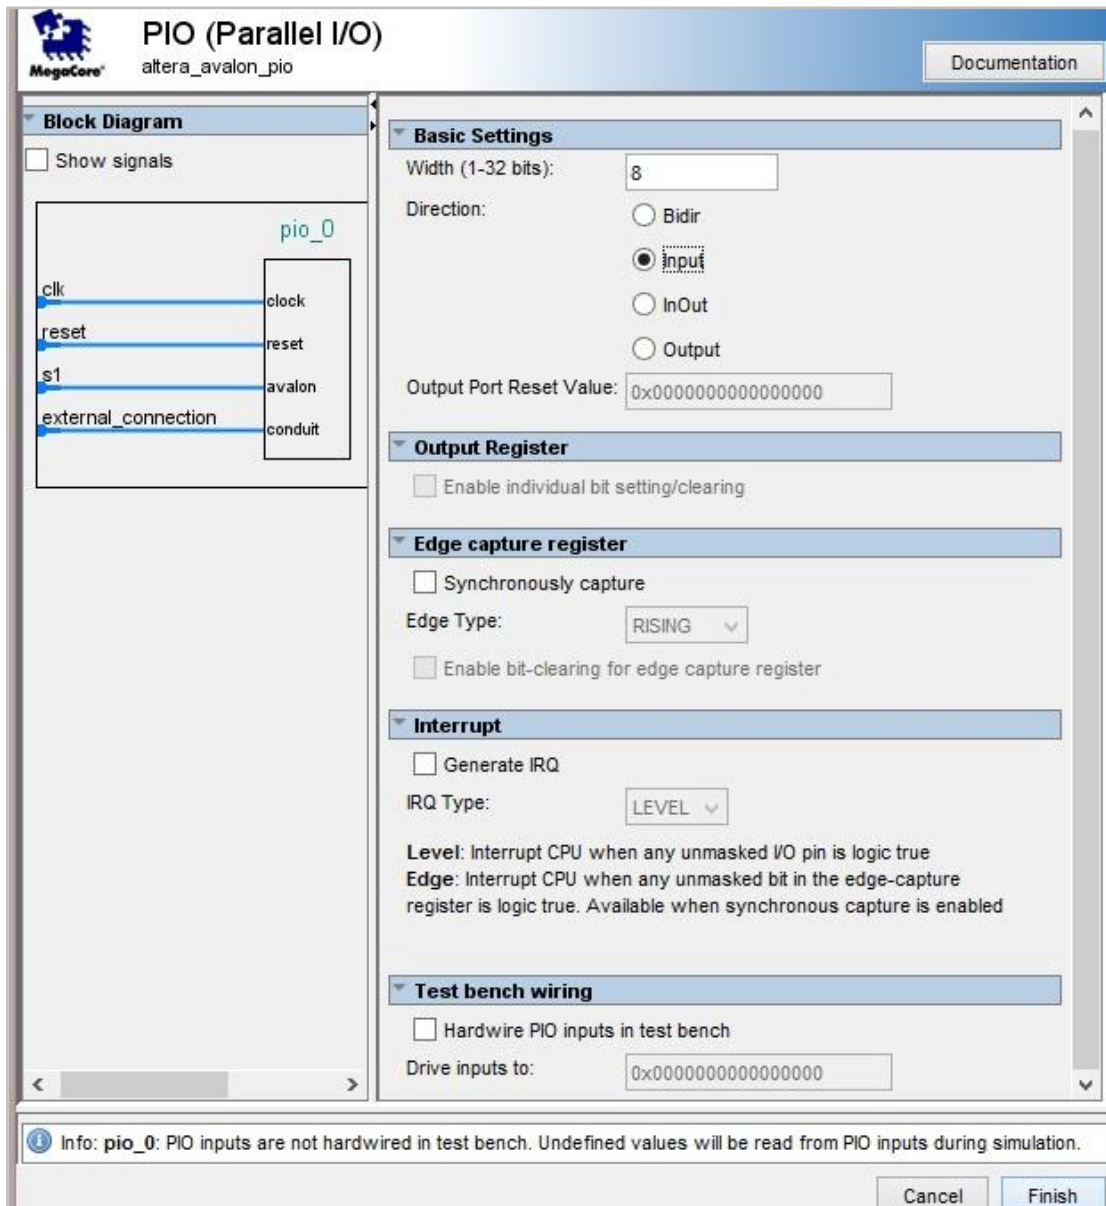 PIO (Parallel I/O)
altera_avalon_pio
MegaCore®
Documentation
Block Diagram
Show signals
pio_0
clk
clock
reset
reset
s1
avalon
external_connection
conduit
Basic Settings
Width (1-32 bits):
8
Direction:
Bidir
Input
InOut
Output
Output Port Reset Value:
0x0000000000000000
Output Register
Enable individual bit setting/clearing
Edge capture register
Synchronously capture
Edge Type:
RISING
Enable bit-clearing for edge capture register
Interrupt
Generate IRQ
IRQ Type:
LEVEL
Level: Interrupt CPU when any unmasked I/O pin is logic true
Edge: Interrupt CPU when any unmasked bit in the edge-capture
register is logic true. Available when synchronous capture is enabled
Test bench wiring
Hardwire PIO inputs in test bench
Drive inputs to:
0x0000000000000000
Info: pio_0: PIO inputs are not hardwired in test bench. Undefined values will be read from PIO inputs during simulation.
Cancel
Finish